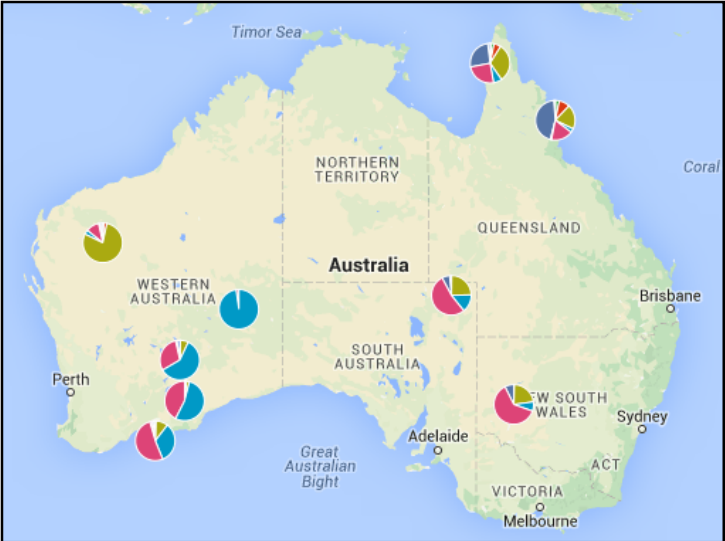 Timor Sea
Coral
NORTHERN
TERRITORY
QUEENSLAND
Australia
WESTERN
AUSTRALIA
Brisbane
SOUTH
AUSTRALIA
Perth
EW SOUTH
WALES
Sydney
Adelaide
Great
Australian
Bight
ACT
VICTORIA
Melbourne